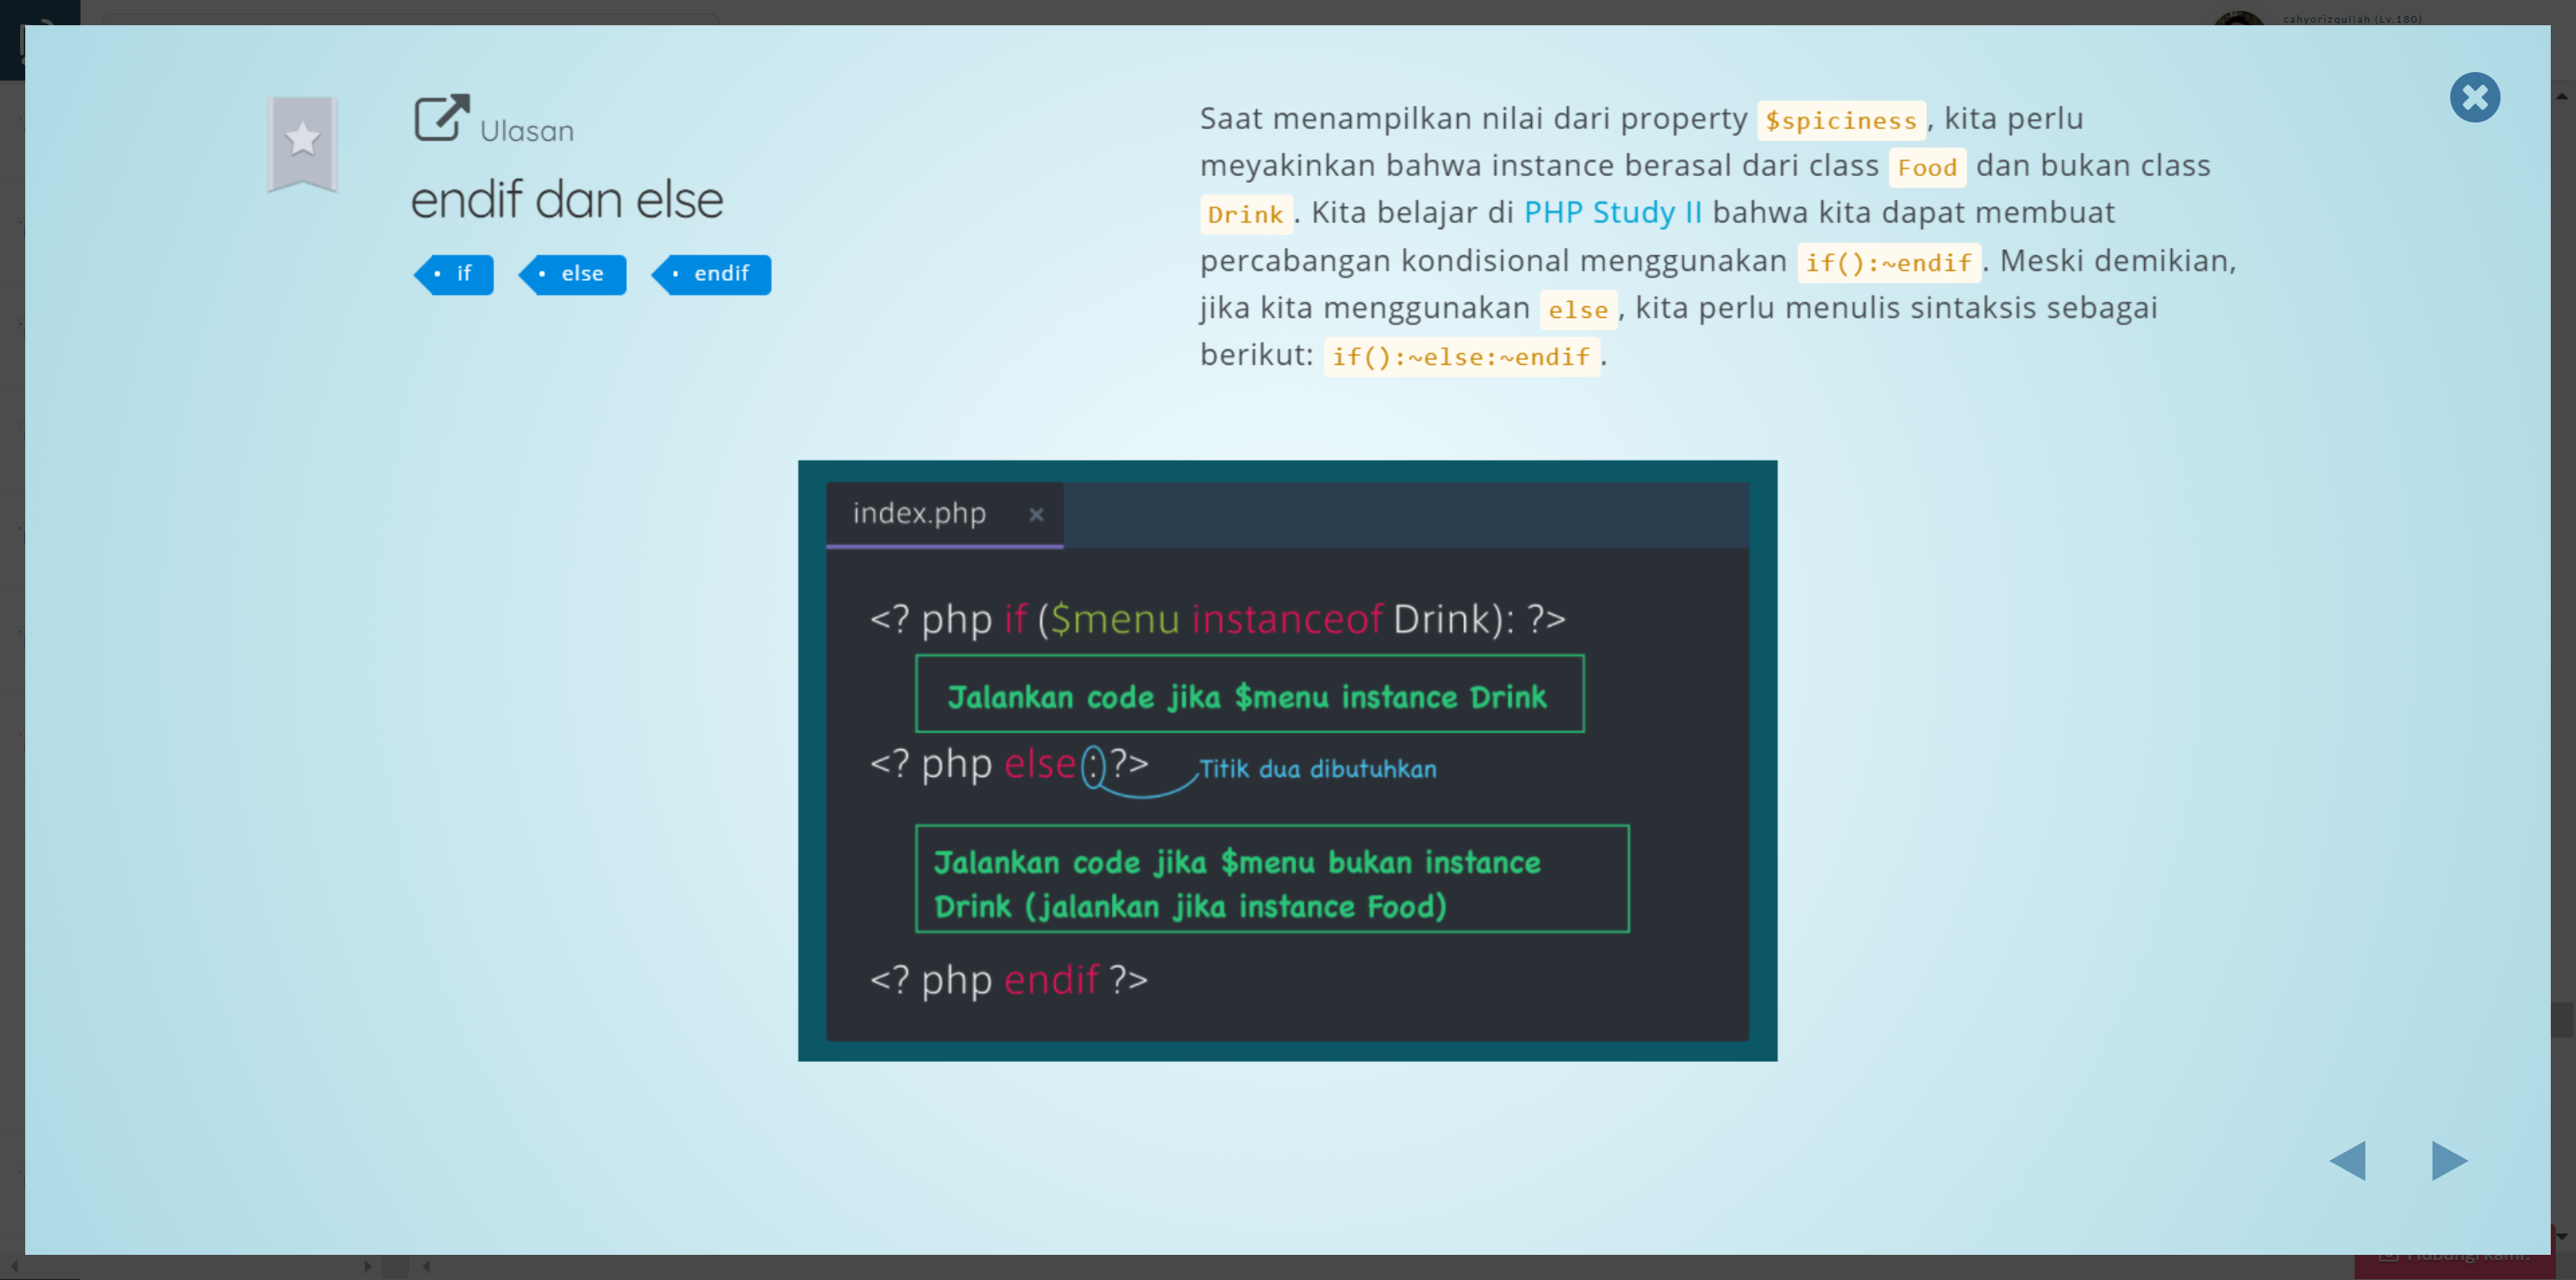 cahyorizqullah (Lv.180)
Ulasan
endif dan else
if
else
endif
Saat menampilkan nilai dari property $spiciness, kita perlu
meyakinkan bahwa instance berasal dari class Food dan bukan class
Drink. Kita belajar di PHP Study II bahwa kita dapat membuat
percabangan kondisional menggunakan if():~endif. Meski demikian,
jika kita menggunakan else, kita perlu menulis sintaksis sebagai
berikut: if():~else:~endif.
index.php ×
<? php if ($menu instanceof Drink): ?>
Jalankan code jika $menu instance Drink
<? php else:?>
Titik dua dibutuhkan
Jalankan code jika $menu bukan instance
Drink (jalankan jika instance Food)
<? php endif ?>